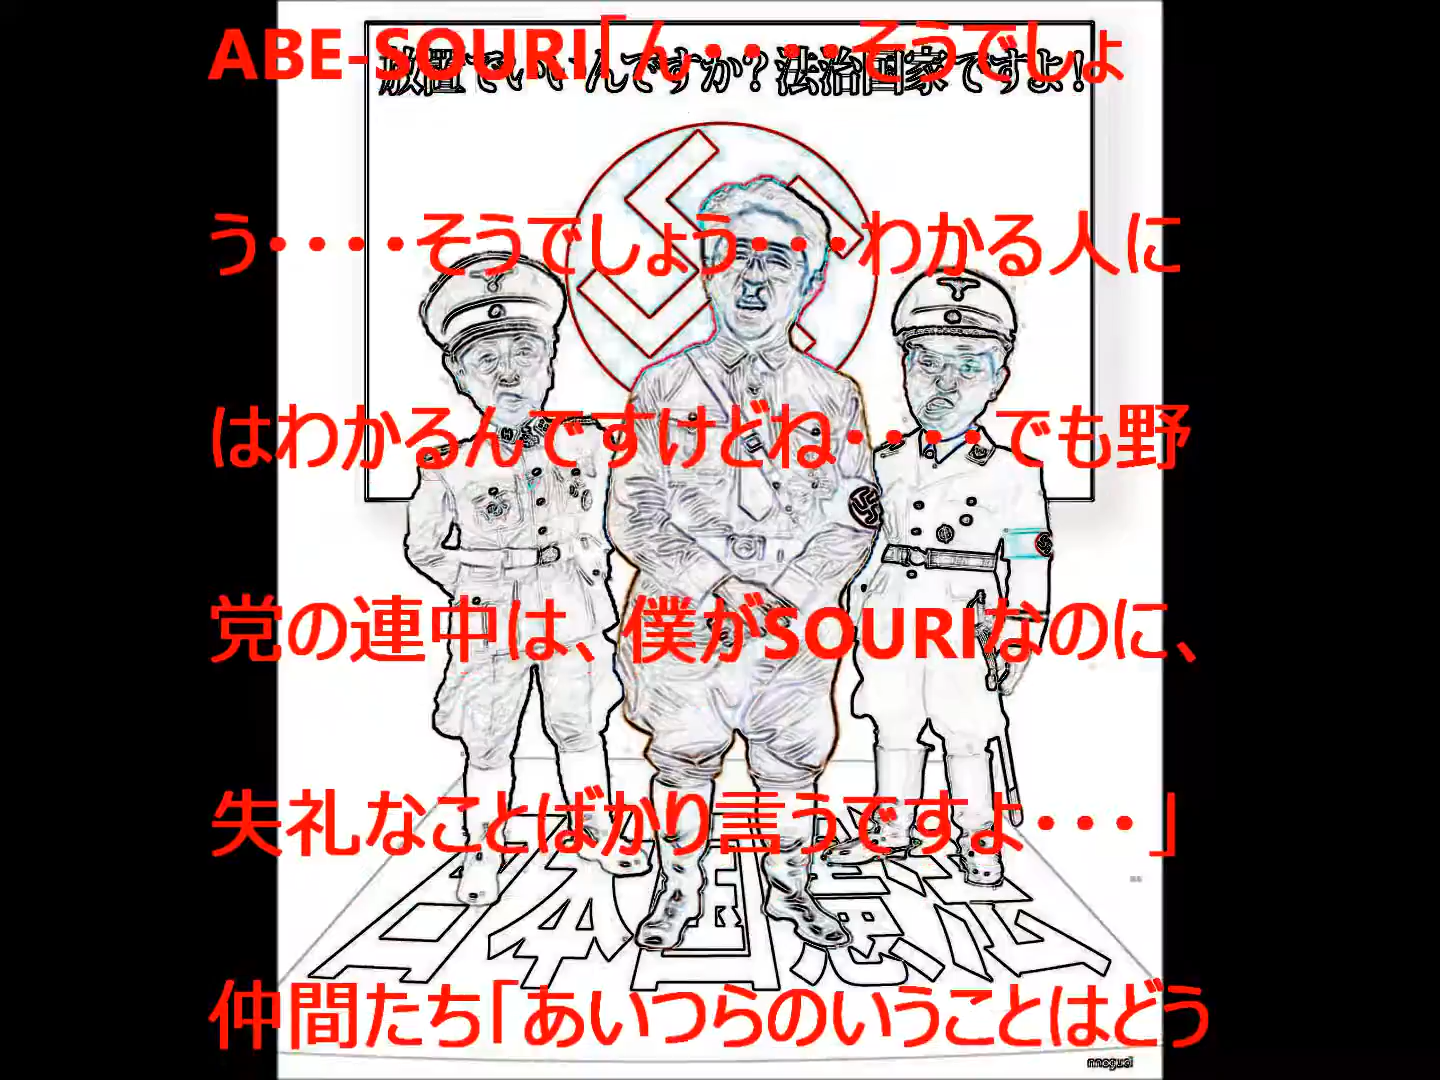 ABE-SOURI「ん・・・・そうでしょ
放置でいいんですか？法治国家ですよ！
う・・・・そうでしょう・・・わかる人に
はわかるんですけどね・・・・でも野
党の連中は、僕がSOURIなのに、
失礼なことばかり言うですよ・・・」
日本国憲法
仲間たち「あいつらのいうことはどう
nnoguci